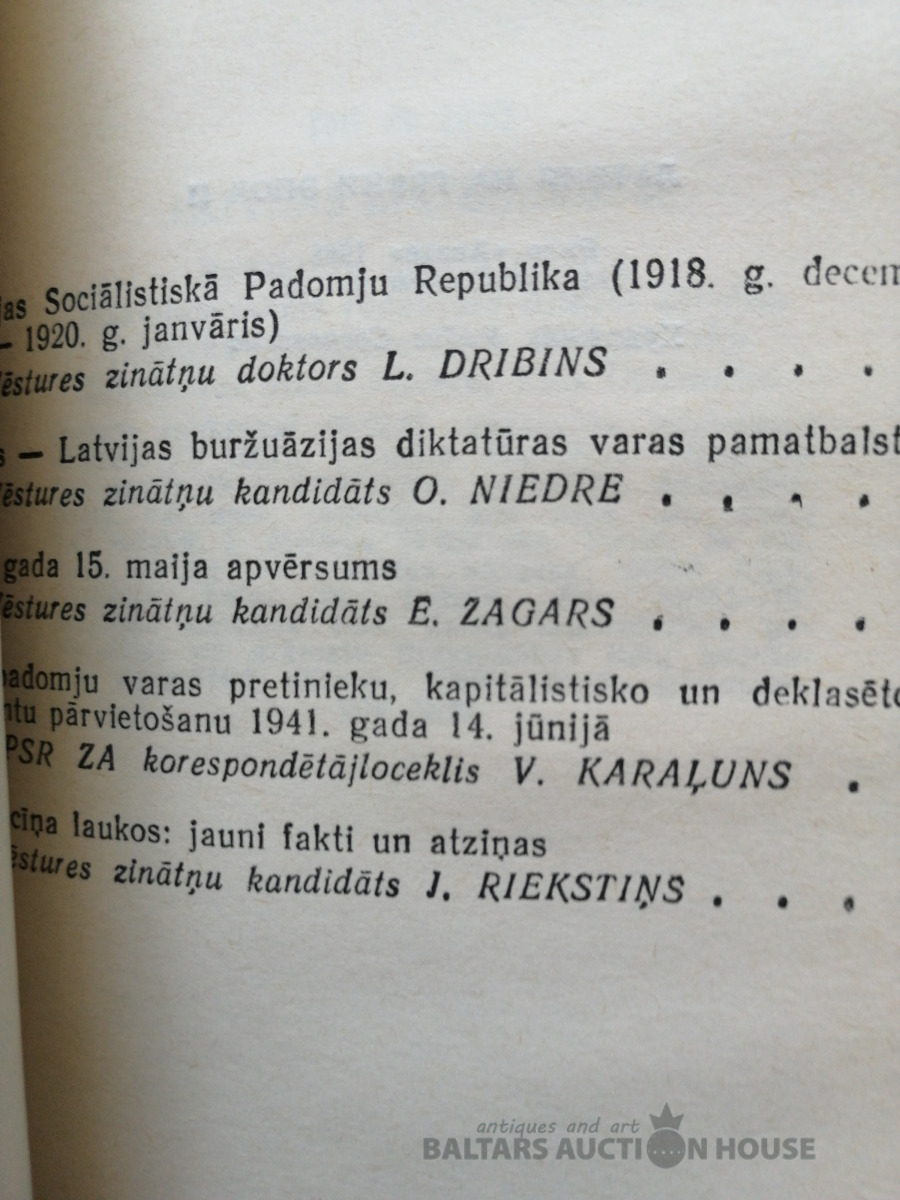 jas Sociālistiskā Padomju Republika (1918. g. decem
— 1920. g. janvāris)
ēstures zinātņu doktors L. DRIBINS . . . .
s — Latvijas buržuāzijas diktatūras varas pamatbalst
ēstures zinātņu kandidāts O. NIEDRE . . . .
gada 15. maija apvērsums
ēstures zinātņu kandidāts Ē. ŽAGARS . . . .
padomju varas pretinieku, kapitālistisko un deklasēto
ntu pārvietošanu 1941. gada 14. jūnijā
PSR ZA korespondētājloceklis V. KARAĻUNS .
cīņa laukos: jauni fakti un atziņas
ēstures zinātņu kandidāts J. RIEKSTIŅŠ . . .
antiques and art
BALTARS AUCTION HOUSE